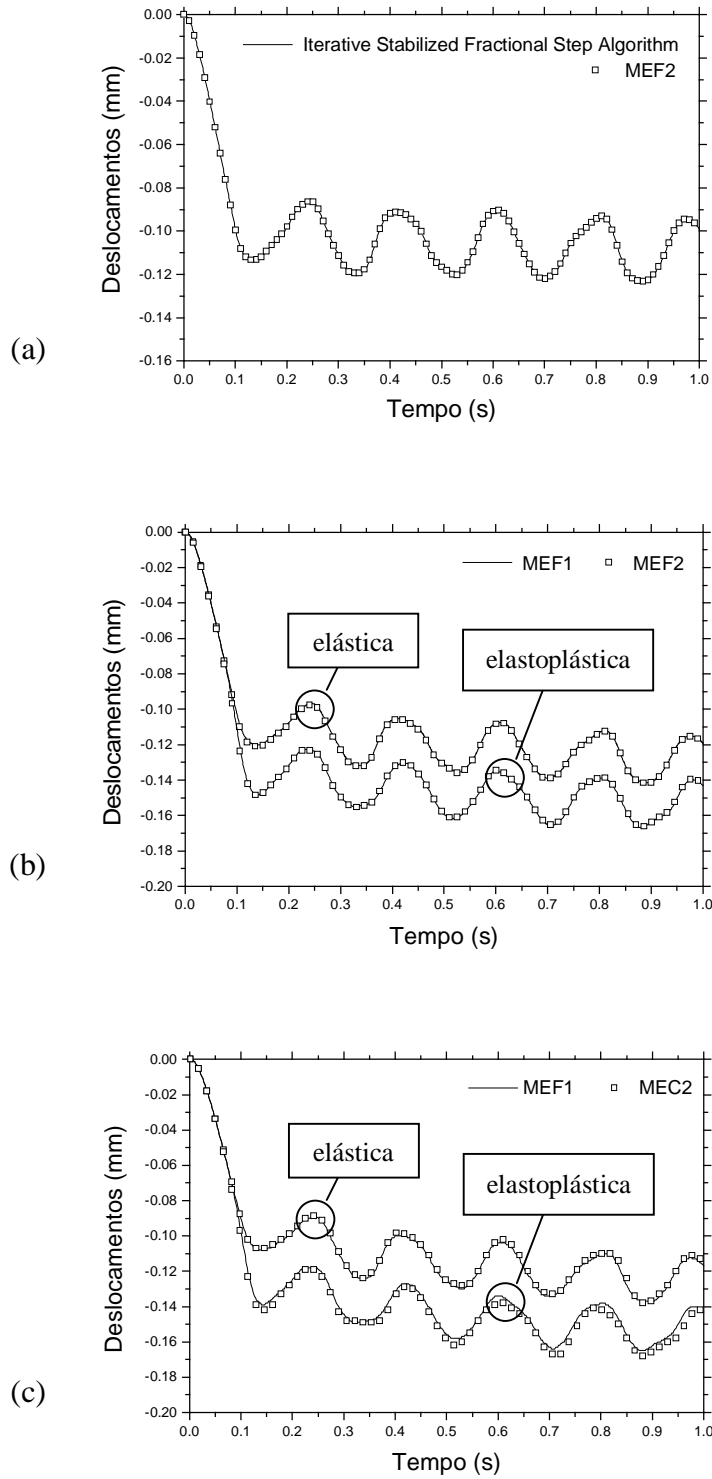 0.00
-0.02
-0.04
-0.06
-0.08
-0.10
-0.12
-0.14
-0.16
Deslocamentos (mm)
Iterative Stabilized Fractional Step Algorithm
MEF2
(a)
0.0 0.1 0.2 0.3 0.4 0.5 0.6 0.7 0.8 0.9 1.0
Tempo (s)
0.00
-0.02
-0.04
-0.06
-0.08
-0.10
-0.12
-0.14
-0.16
-0.18
-0.20
Deslocamentos (mm)
MEF1 MEF2
elástica
elastoplástica
(b)
0.0 0.1 0.2 0.3 0.4 0.5 0.6 0.7 0.8 0.9 1.0
Tempo (s)
0.00
-0.02
-0.04
-0.06
-0.08
-0.10
-0.12
-0.14
-0.16
-0.18
-0.20
Deslocamentos (mm)
MEF1 MEC2
elástica
elastoplástica
(c)
0.0 0.1 0.2 0.3 0.4 0.5 0.6 0.7 0.8 0.9 1.0
Tempo (s)